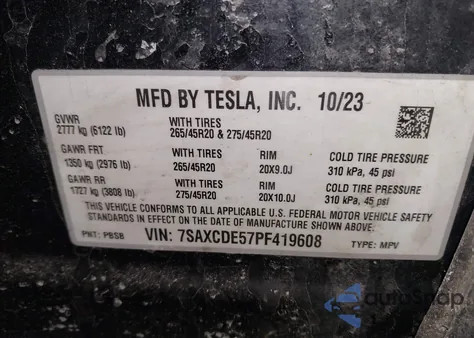 MFD BY TESLA, INC. 10/23
GVWR
2777 kg (6122 lb)
WITH TIRES
265/45R20 & 275/45R20
GAWR FRT
1350 kg (2976 lb)
WITH TIRES
265/45R20
RIM
20X9.0J
COLD TIRE PRESSURE
310 kPa, 45 psi
GAWR RR
1727 kg (3808 lb)
WITH TIRES
275/45R20
RIM
20X10.0J
COLD TIRE PRESSURE
310 kPa, 45 psi
THIS VEHICLE CONFORMS TO ALL APPLICABLE U.S. FEDERAL MOTOR VEHICLE SAFETY
STANDARDS IN EFFECT ON THE DATE OF MANUFACTURE SHOWN ABOVE.
PNT: PBSB
VIN: 7SAXCDE57PF419608
TYPE: MPV
autoSnap